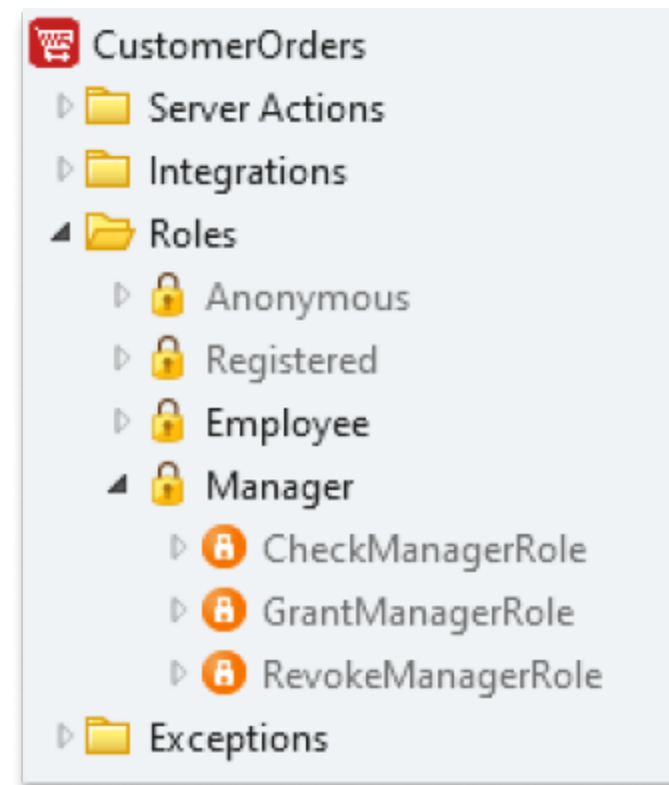 CustomerOrders
Server Actions
Integrations
Roles
Anonymous
Registered
Employee
Manager
CheckManagerRole
GrantManagerRole
RevokeManagerRole
Exceptions